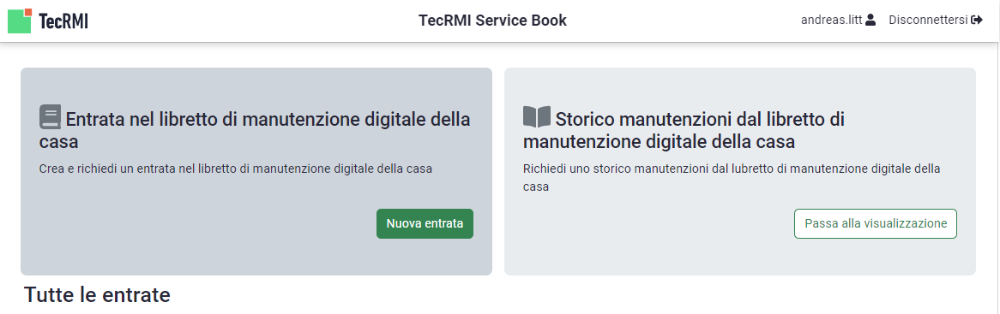 TecRMI
TecRMI Service Book
andreas.litt
Disconnettersi
Entrata nel libretto di manutenzione digitale della
casa
Crea e richiedi un entrata nel libretto di manutenzione digitale della casa
Nuova entrata
Storico manutenzioni dal libretto di
manutenzione digitale della casa
Richiedi uno storico manutenzioni dal lubretto di manutenzione digitale della
casa
Passa alla visualizzazione
Tutte le entrate